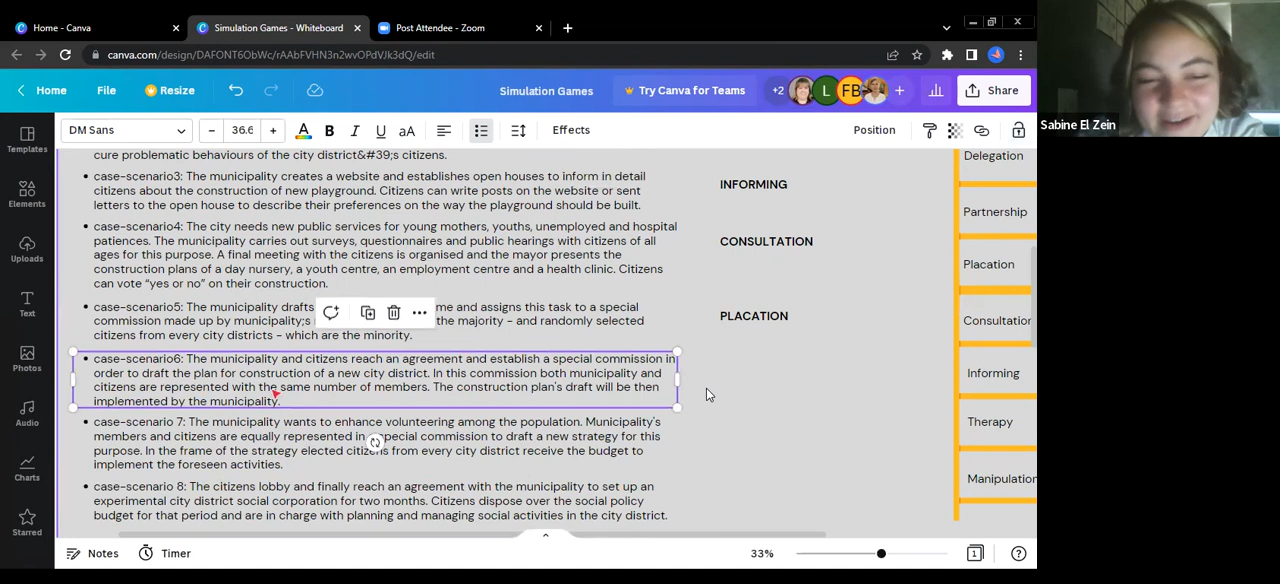 Home - Canva
Simulation Games - Whiteboard
Post Attendee - Zoom
canva.com/design/DAFONT6ObWc/rAAbFVHN3n2wvOPdVJk3dQ/edit
Home
File
Resize
Simulation Games
Try Canva for Teams
+2
L
FB
Share
DM Sans
36.6
B
I
U
aA
Effects
Position
Templates
Elements
Uploads
Text
Photos
Audio
Charts
Starred
cure problematic behaviours of the city district&#39;s citizens.
case-scenario3: The municipality creates a website and establishes open houses to inform in detail
citizens about the construction of new playground. Citizens can write posts on the website or sent
letters to the open house to describe their preferences on the way the playground should be built.
case-scenario4: The city needs new public services for young mothers, youths, unemployed and hospital
patiences. The municipality carries out surveys, questionnaires and public hearings with citizens of all
ages for this purpose. A final meeting with the citizens is organised and the mayor presents the
construction plans of a day nursery, a youth centre, an employment centre and a health clinic. Citizens
can vote “yes or no” on their construction.
case-scenario5: The municipality drafts me and assigns this task to a special
commission made up by municipality;s the majority - and randomly selected
citizens from every city districts - which are the minority.
case-scenario6: The municipality and citizens reach an agreement and establish a special commission in
order to draft the plan for construction of a new city district. In this commission both municipality and
citizens are represented with the same number of members. The construction plan's draft will be then
implemented by the municipality.
case-scenario 7: The municipality wants to enhance volunteering among the population. Municipality's
members and citizens are equally represented in special commission to draft a new strategy for this
purpose. In the frame of the strategy elected citizens from every city district receive the budget to
implement the foreseen activities.
case-scenario 8: The citizens lobby and finally reach an agreement with the municipality to set up an
experimental city district social corporation for two months. Citizens dispose over the social policy
budget for that period and are in charge with planning and managing social activities in the city district.
INFORMING
CONSULTATION
PLACATION
Delegation
Partnership
Placation
Consultation
Informing
Therapy
Manipulation
Notes
Timer
33%
1
Sabine El Zein